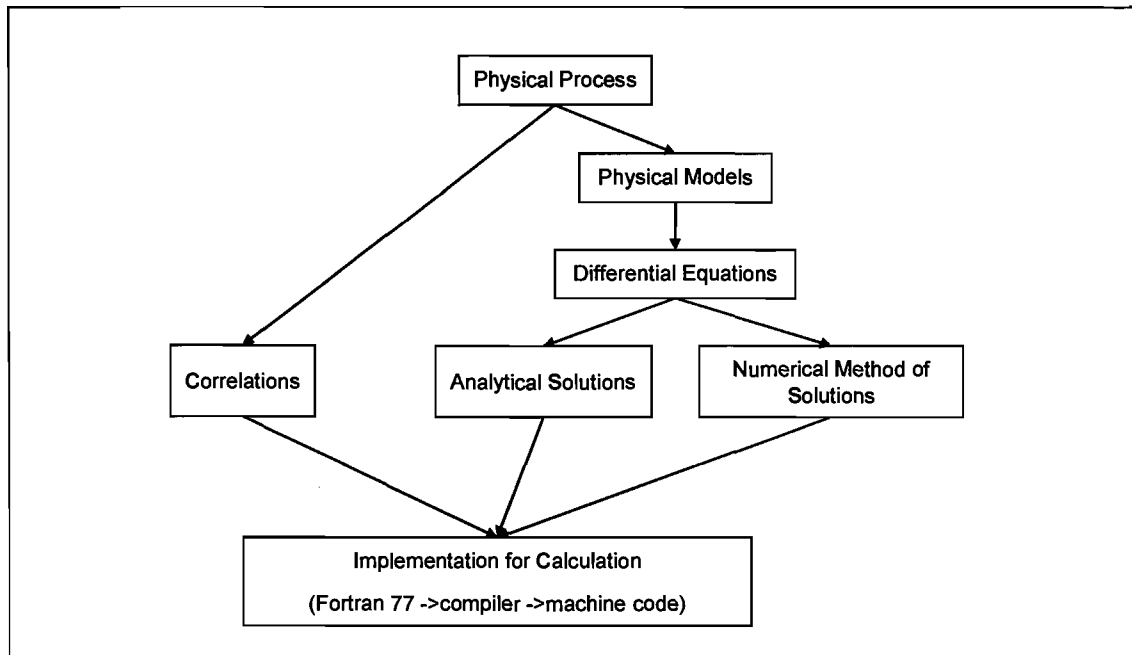 Physical Process
Physical Models
Differential Equations
Correlations
Analytical Solutions
Numerical Method of
Solutions
Implementation for Calculation
(Fortran 77 ->compiler ->machine code)